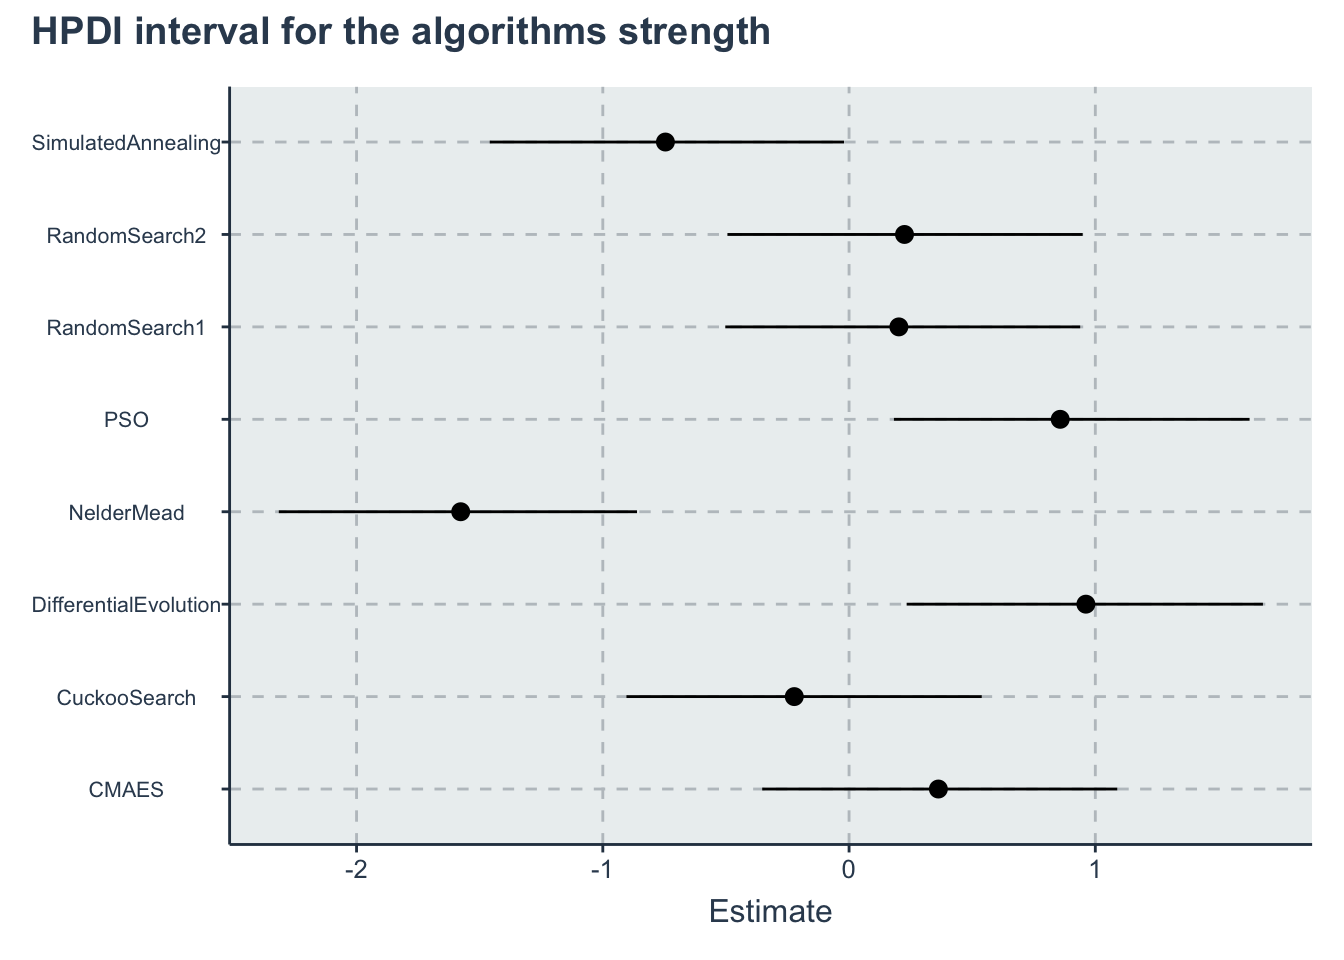 HPDI interval for the algorithms strength
SimulatedAnnealing
RandomSearch2
RandomSearch1
PSO
NelderMead
DifferentialEvolution
CuckooSearch
CMAES
-2 -1 0 1
Estimate